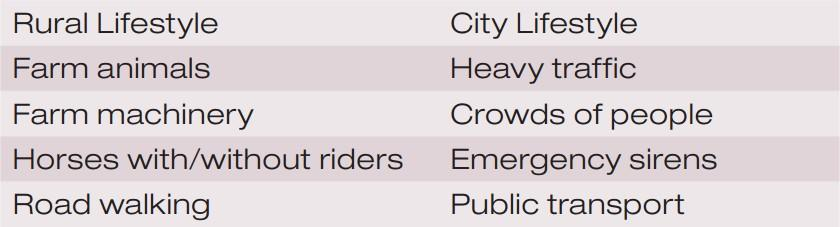 Rural Lifestyle City Lifestyle
Farm animals Heavy traffic
Farm machinery Crowds of people
Horses with/without riders Emergency sirens
Road walking Public transport